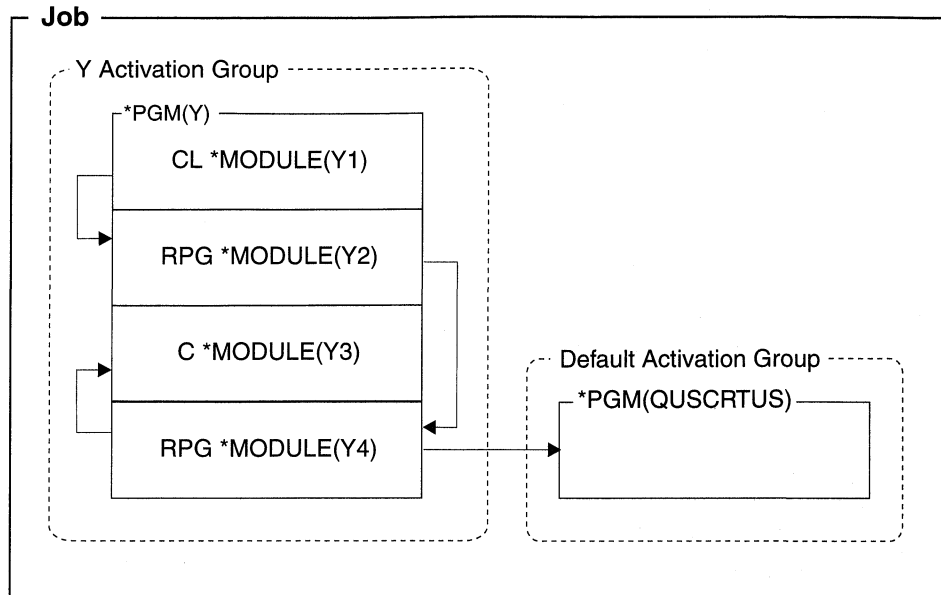 Job
Y Activation Group
*PGM(Y)
CL *MODULE(Y1)
RPG *MODULE(Y2)
C *MODULE(Y3)
RPG *MODULE(Y4)
Default Activation Group
*PGM(QUSCRTUS)